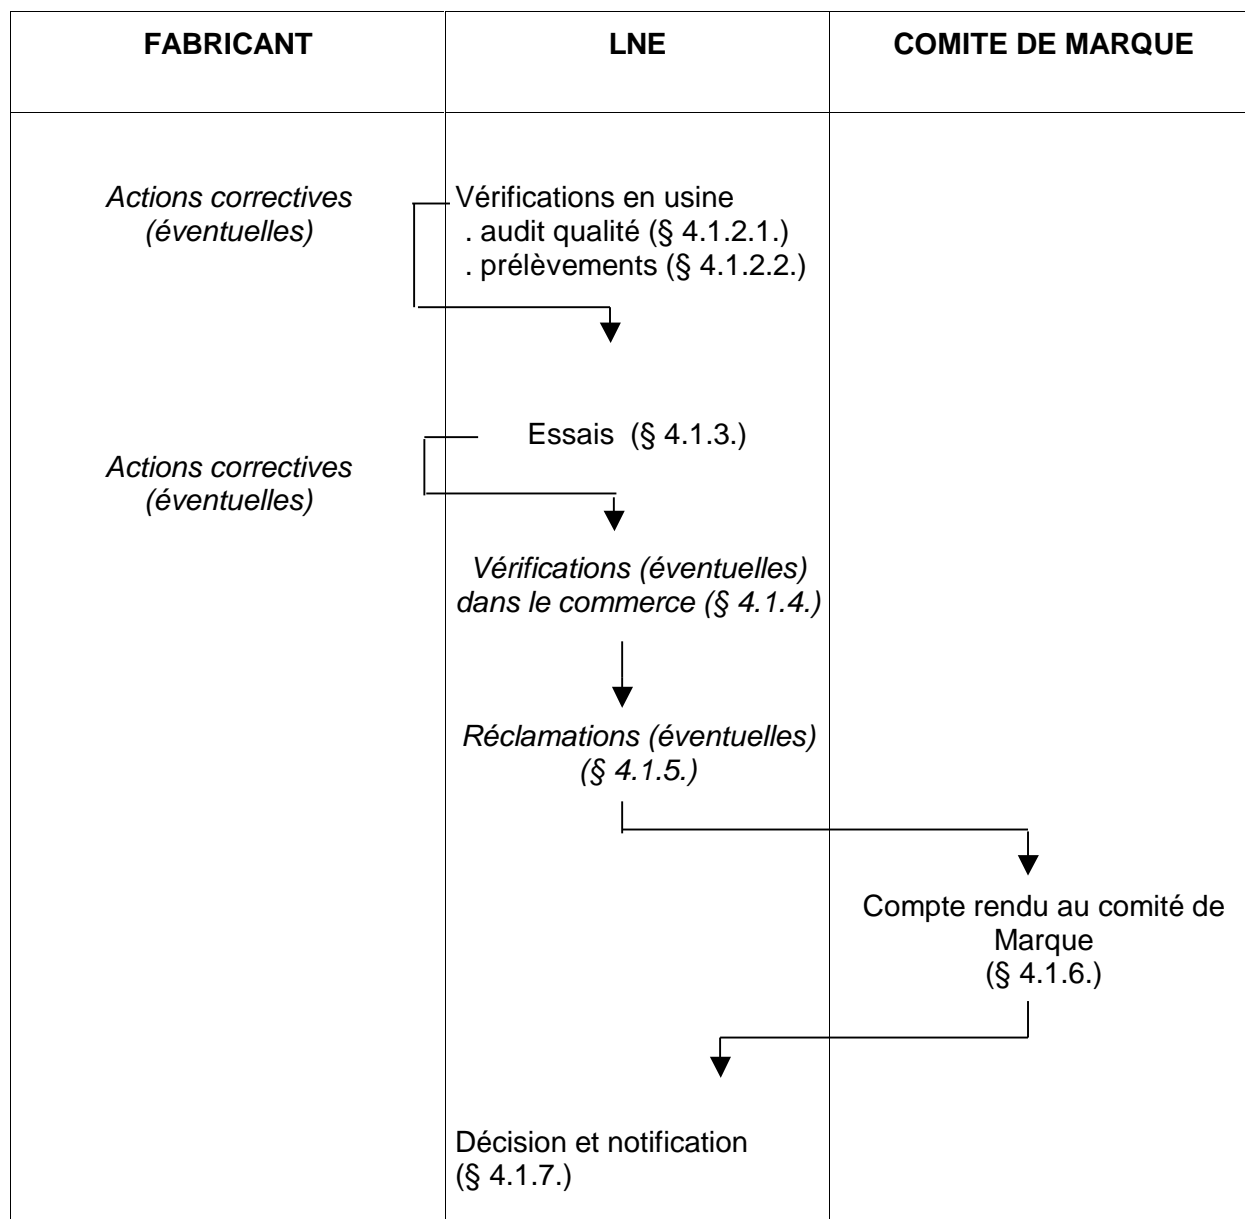 FABRICANT
LNE
COMITE DE MARQUE
Actions correctives
(éventuelles)
Vérifications en usine
. audit qualité (§ 4.1.2.1.)
. prélèvements (§ 4.1.2.2.)
Essais (§ 4.1.3.)
Actions correctives
(éventuelles)
Vérifications (éventuelles)
dans le commerce (§ 4.1.4.)
Réclamations (éventuelles)
(§ 4.1.5.)
Compte rendu au comité de
Marque
(§ 4.1.6.)
Décision et notification
(§ 4.1.7.)